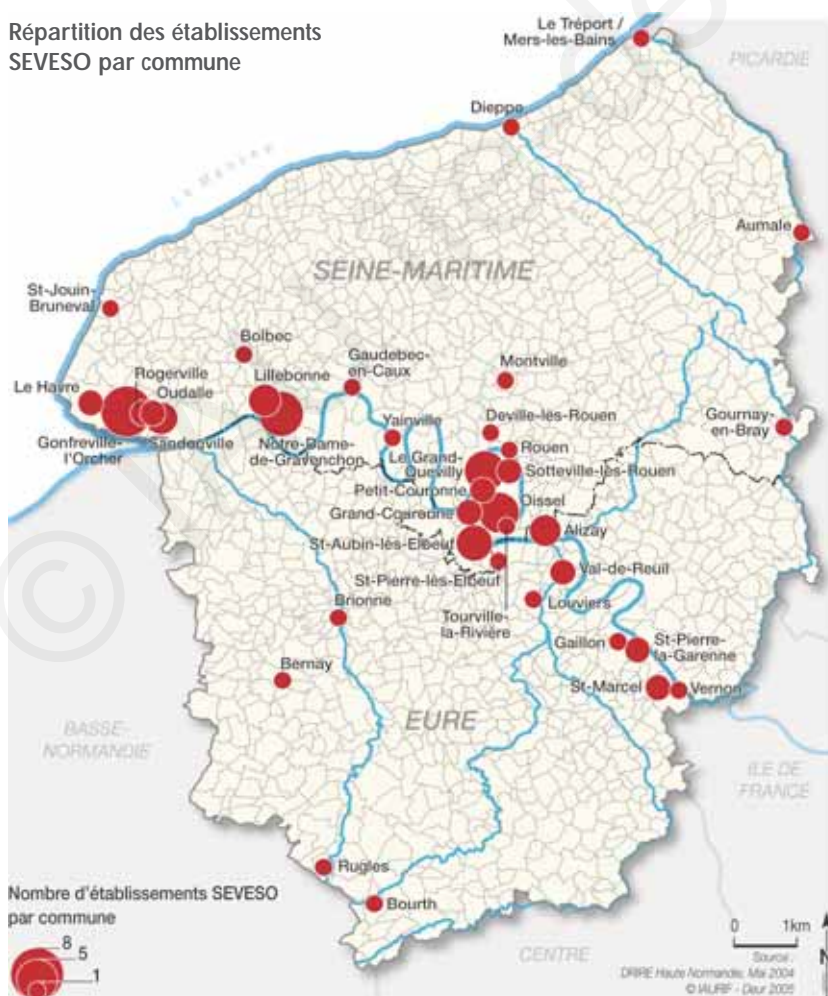 Répartition des établissements
SEVESO par commune
Le Tréport /
Mers-les-Bains
PICARDIE
Dieppe
La Manche
Aumale
SEINE-MARITIME
St-Jouin-
Bruneval
Bolbec
Gaudebec-
en-Caux
Montville
Rogerville
Lillebonne
Le Havre
Oudalle
Deville-lès-Rouen
Gournay-
en-Bray
Yainville
Rouen
Gonfreville-
l'Orcher
Sandouville
Notre-Dame-
de-Gravenchon
Le Grand-
Quevilly
Sotteville-lès-Rouen
Petit-Couronne
Oissel
Grand-Couronne
Alizay
St-Aubin-lès-Elbeuf
Val-de-Reuil
St-Pierre-lès-Elbeuf
Brionne
Louviers
Tourville-
la-Rivière
Gaillon
St-Pierre-
la-Garenne
Bernay
St-Marcel
Vernon
EURE
BASSE-
NORMANDIE
ILE DE
FRANCE
Rugles
Nombre d'établissements SEVESO
par commune
Bourth
8
5
1
0 1km
CENTRE
N
Source :
DRIRE Haute Normandie, Mai 2004
© IAURIF - Deur 2005
©